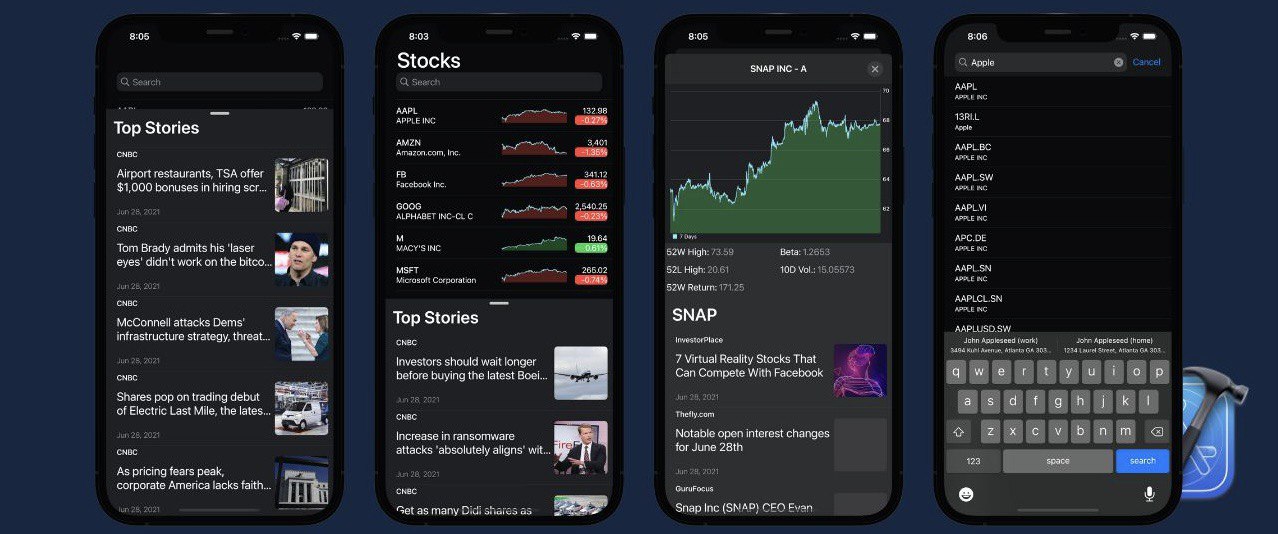 8:05
Search
Top Stories
CNBC
Airport restaurants, TSA offer
$1,000 bonuses in hiring scr...
Jun 28, 2021
CNBC
Tom Brady admits his 'laser
eyes' didn't work on the bitco...
Jun 28, 2021
CNBC
McConnell attacks Dems'
infrastructure strategy, threat...
Jun 28, 2021
CNBC
Shares pop on trading debut
of Electric Last Mile, the lates...
Jun 28, 2021
CNBC
As pricing fears peak,
corporate America lacks faith...
Jun 28, 2021
8:03
Stocks
Search
AAPL 132.98
APPLE INC -0.27%
AMZN 3,401
Amazon.com, Inc. -1.35%
FB 341.12
Facebook Inc. -0.63%
GOOG 2,540.25
ALPHABET INC-CL C -0.23%
M 19.64
MACY'S INC 0.61%
MSFT 265.02
Microsoft Corporation -0.74%
Top Stories
CNBC
Investors should wait longer
before buying the latest Boei...
Jun 28, 2021
CNBC
Increase in ransomware
attacks 'absolutely aligns' wit...
Jun 28, 2021
CNBC
Get as many Didi shares as
8:05
SNAP INC - A
70
68
66
64
62
7 Days
52W High: 73.59 Beta: 1.2653
52L High: 20.61 10D Vol.: 15.05573
52W Return: 171.25
SNAP
InvestorPlace
7 Virtual Reality Stocks That
Can Compete With Facebook
Jun 28, 2021
Thefly.com
Notable open interest changes
for June 28th
Jun 28, 2021
GuruFocus
Snap Inc (SNAP) CEO Evan
8:06
Apple Cancel
AAPL
APPLE INC
13RI.L
Apple
AAPL.BC
APPLE INC
AAPL.SW
APPLE INC
AAPL.VI
APPLE INC
APC.DE
APPLE INC
AAPL.SN
APPLE INC
AAPLCL.SN
APPLE INC
AAPLUSD.SW
John Appleseed (work) John Appleseed (home)
3494 Kuhl Avenue, Atlanta GA 303... 1234 Laurel Street, Atlanta GA 303...
q w e r t y u i o p
a s d f g h j k l
z x c v b n m
123 space search